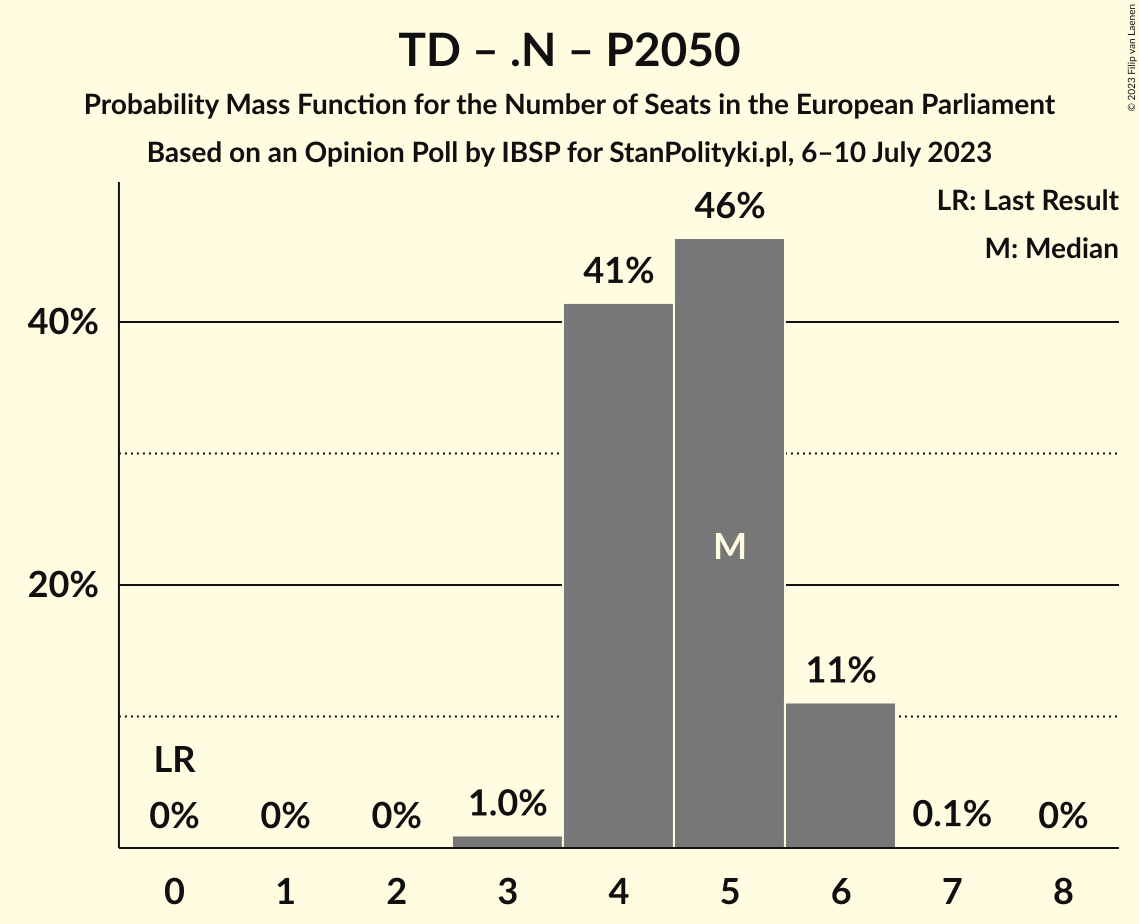 TD – .N – P2050
Probability Mass Function for the Number of Seats in the European Parliament
Based on an Opinion Poll by IBSP for StanPolityki.pl, 6–10 July 2023
© 2023 Filip van Laenen
LR: Last Result
M: Median
46%
41%
40%
M
20%
11%
LR
0%
0%
0%
1.0%
0.1%
0%
0
1
2
3
4
5
6
7
8